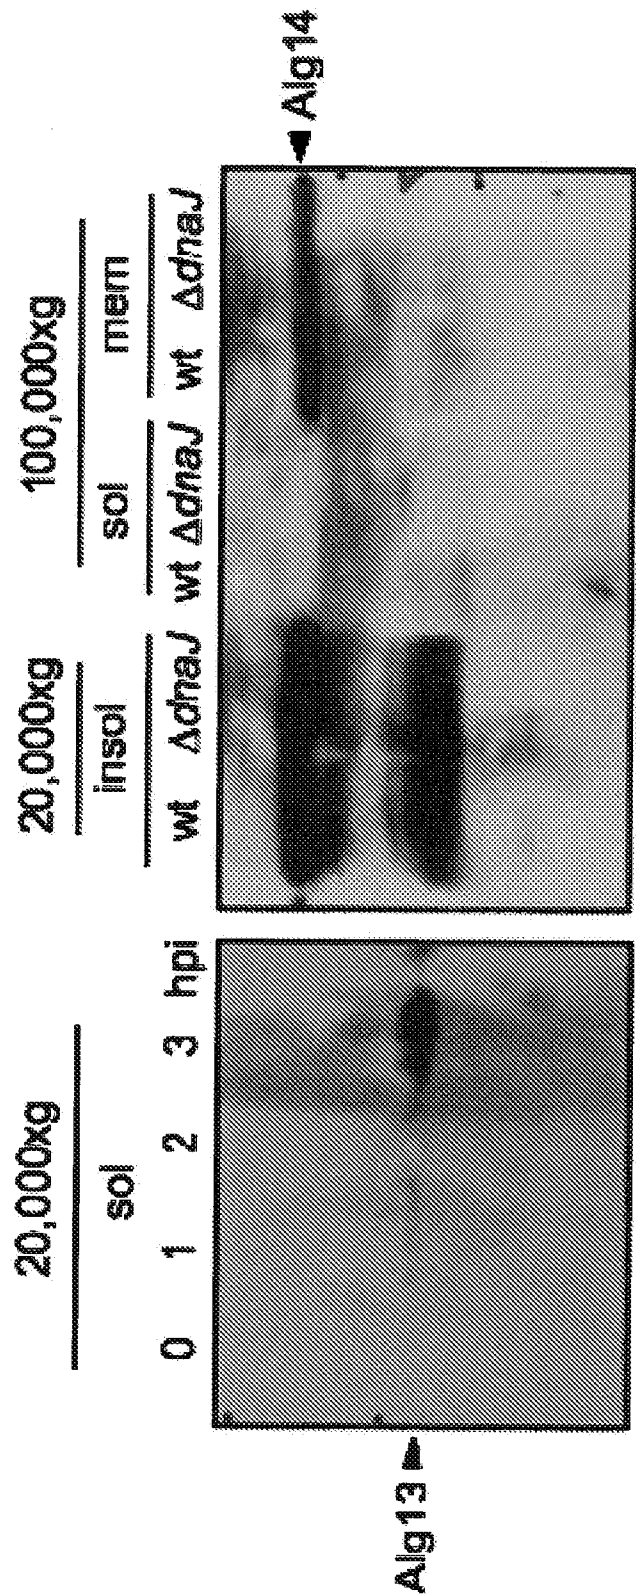 20,000xg 20,000xg 100,000xg
sol insol sol mem
0 1 2 3 hpi wt ΔdnaJ wt ΔdnaJ wt ΔdnaJ
Alg14
Alg13